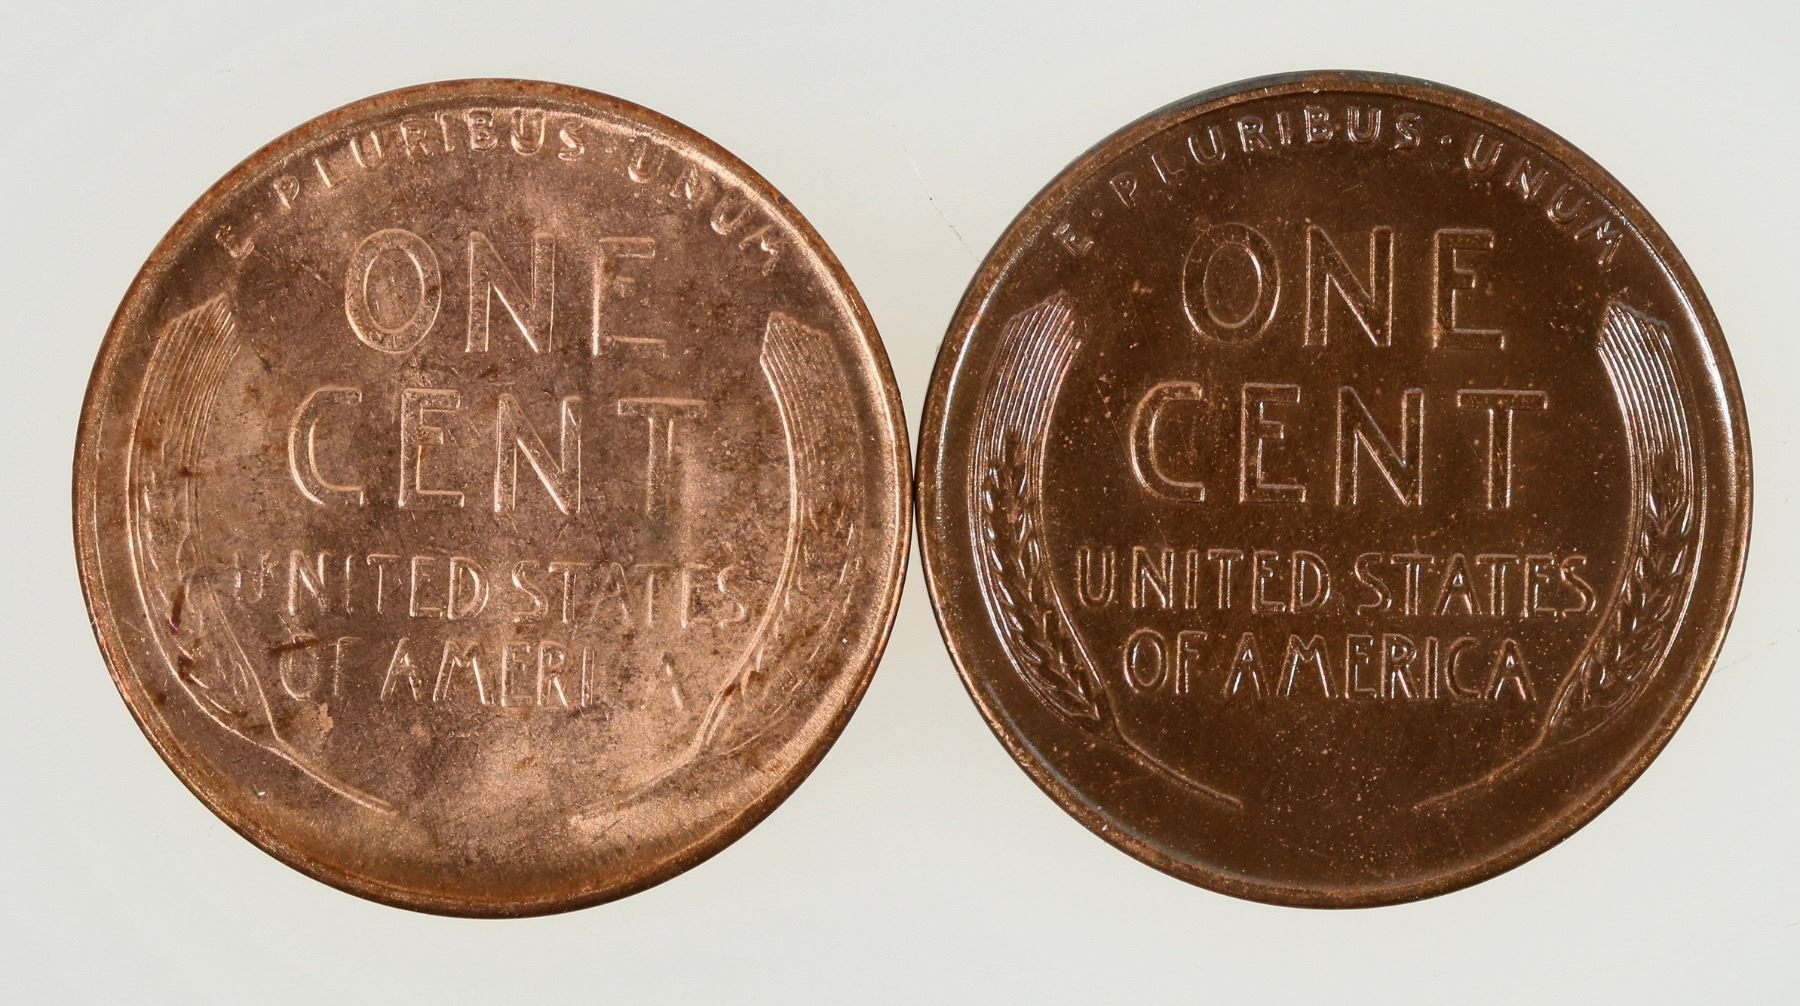 E · PLURIBUS · UNUM
ONE
CENT
UNITED STATES
OF AMERICA
E · PLURIBUS · UNUM
ONE
CENT
UNITED STATES
OF AMERICA